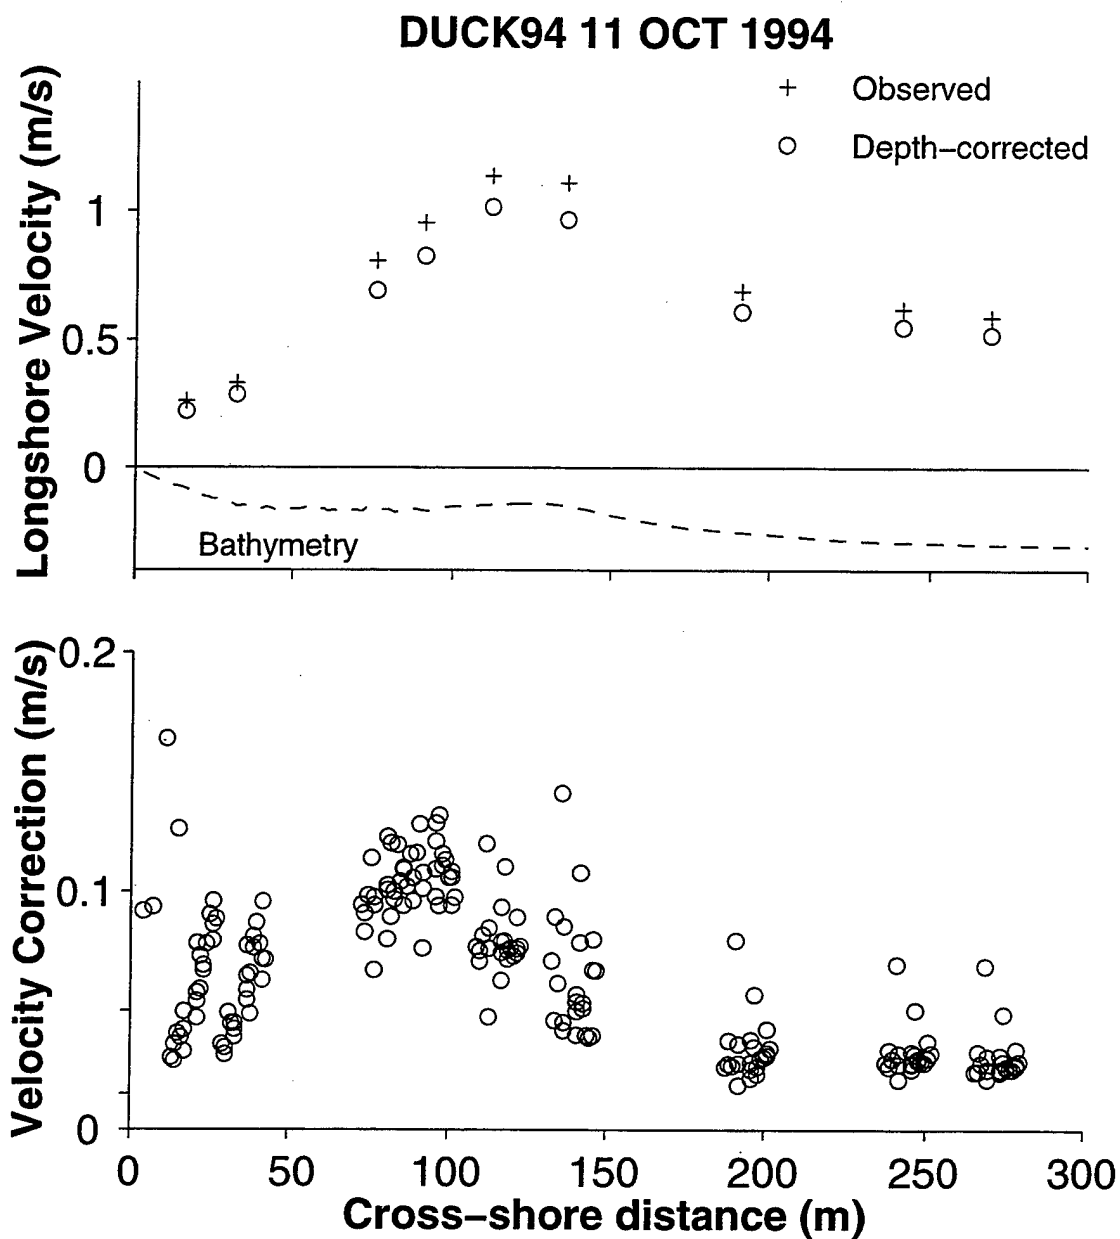 DUCK94 11 OCT 1994
Observed
Depth-corrected
Longshore Velocity (m/s)
1
0.5
0
Bathymetry
Velocity Correction (m/s)
0.2
0.1
0
0 50 100 150 200 250 300
Cross-shore distance (m)